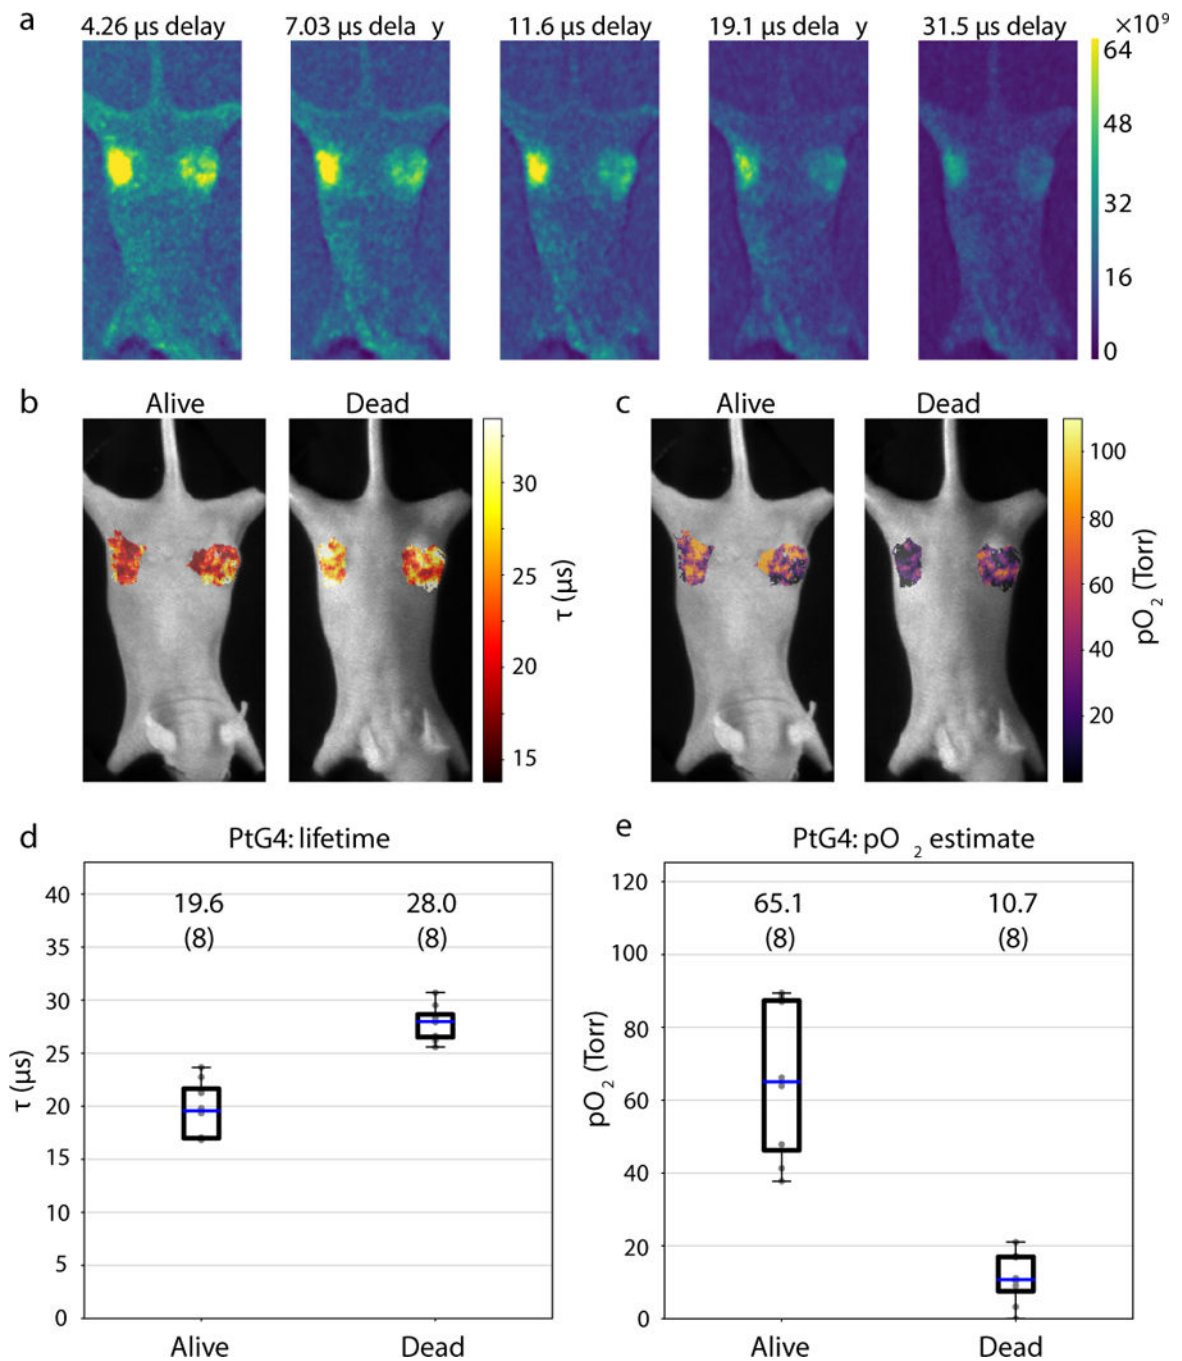 a
4.26 µs delay 7.03 µs dela y 11.6 µs delay 19.1 µs dela y 31.5 µs delay ×10⁹
64
48
32
16
0
b Alive Dead
30
25
20
15
τ (µs)
c Alive Dead
100
80
60
40
20
pO₂ (Torr)
d PtG4: lifetime
40
35
30
25
20
15
10
5
0
τ (µs)
19.6 28.0
(8) (8)
Alive Dead
e PtG4: pO ₂ estimate
120
100
80
60
40
20
0
pO₂ (Torr)
65.1 10.7
(8) (8)
Alive Dead